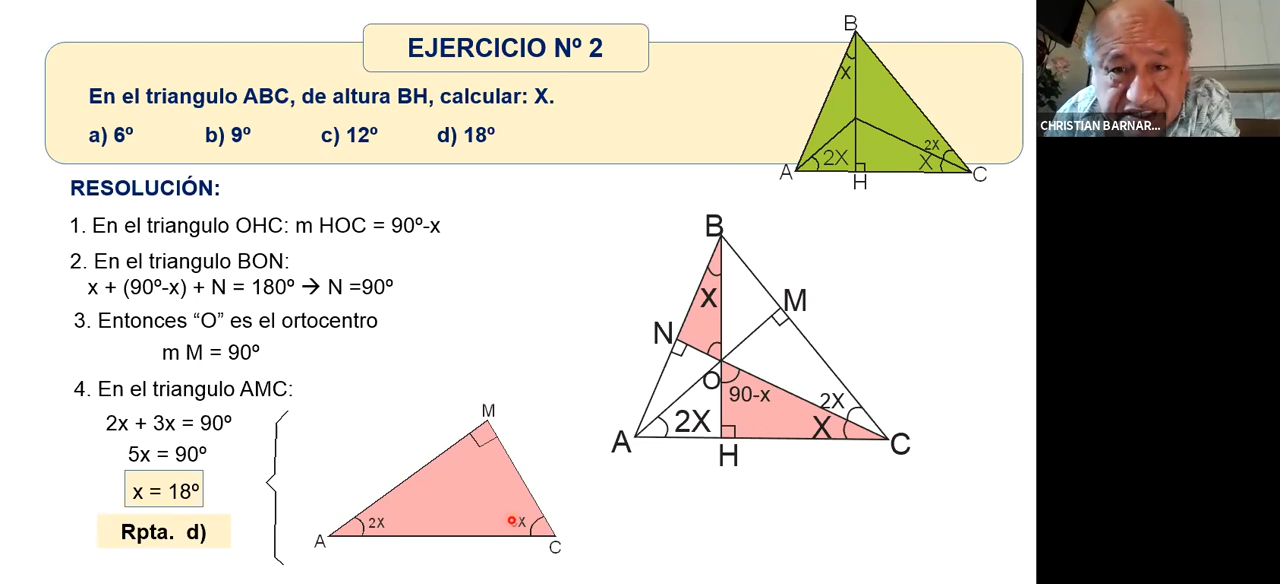 EJERCICIO Nº 2
En el triangulo ABC, de altura BH, calcular: X.
a) 6º b) 9º c) 12º d) 18º
B
X
2X
2X
X
A
H
C
CHRISTIAN BARNAR...
RESOLUCIÓN:
1. En el triangulo OHC: m HOC = 90º-x
2. En el triangulo BON:
x + (90º-x) + N = 180º → N =90º
3. Entonces “O” es el ortocentro
m M = 90º
4. En el triangulo AMC:
2x + 3x = 90º
5x = 90º
x = 18º
Rpta. d)
B
X
M
N
O
90-x
2X
2X
X
A
H
C
M
2X
X
A
C